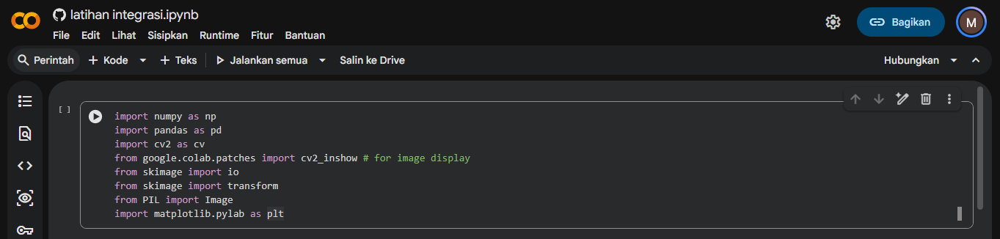 latihan integrasi.ipynb
File Edit Lihat Sisipkan Runtime Fitur Bantuan
Bagikan
M
Perintah + Kode + Teks Jalankan semua Salin ke Drive
Hubungkan
[ ]
import numpy as np
import pandas as pd
import cv2 as cv
from google.colab.patches import cv2_inshow # for image display
from skimage import io
from skimage import transform
from PIL import Image
import matplotlib.pylab as plt